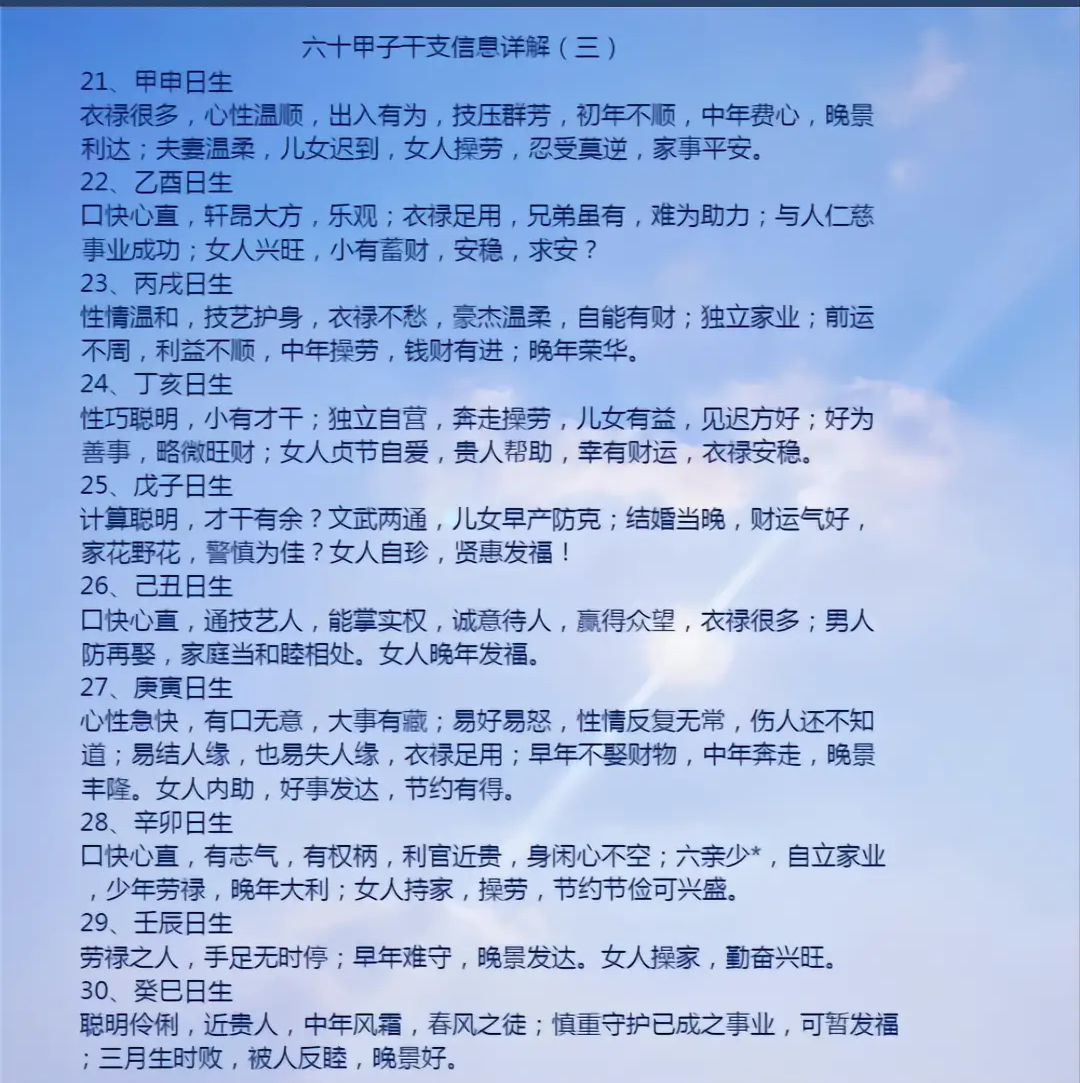 六十甲子干支信息详解（三）
21、甲申日生
衣禄很多，心性温顺，出入有为，技压群芳，初年不顺，中年费心，晚景
利达；夫妻温柔，儿女迟到，女人操劳，忍受莫逆，家事平安。
22、乙酉日生
口快心直，轩昂大方，乐观；衣禄足用，兄弟虽有，难为助力；与人仁慈
事业成功；女人兴旺，小有蓄财，安稳，求安？
23、丙戌日生
性情温和，技艺护身，衣禄不愁，豪杰温柔，自能有财；独立家业；前运
不周，利益不顺，中年操劳，钱财有进；晚年荣华。
24、丁亥日生
性巧聪明，小有才干；独立自营，奔走操劳，儿女有益，见迟方好；好为
善事，略微旺财；女人贞节自爱，贵人帮助，幸有财运，衣禄安稳。
25、戊子日生
计算聪明，才干有余？文武两通，儿女早产防克；结婚当晚，财运气好，
家花野花，警慎为佳？女人自珍，贤惠发福！
26、己丑日生
口快心直，通技艺人，能掌实权，诚意待人，赢得众望，衣禄很多；男人
防再娶，家庭当和睦相处。女人晚年发福。
27、庚寅日生
心性急快，有口无意，大事有藏；易好易怒，性情反复无常，伤人还不知
道；易结人缘，也易失人缘，衣禄足用；早年不娶财物，中年奔走，晚景
丰隆。女人内助，好事发达，节约有得。
28、辛卯日生
口快心直，有志气，有权柄，利官近贵，身闲心不空；六亲少*，自立家业
，少年劳禄，晚年大利；女人持家，操劳，节约节俭可兴盛。
29、壬辰日生
劳禄之人，手足无时停；早年难守，晚景发达。女人操家，勤奋兴旺。
30、癸巳日生
聪明伶俐，近贵人，中年风霜，春风之徒；慎重守护已成之事业，可暂发福
；三月生时败，被人反睦，晚景好。